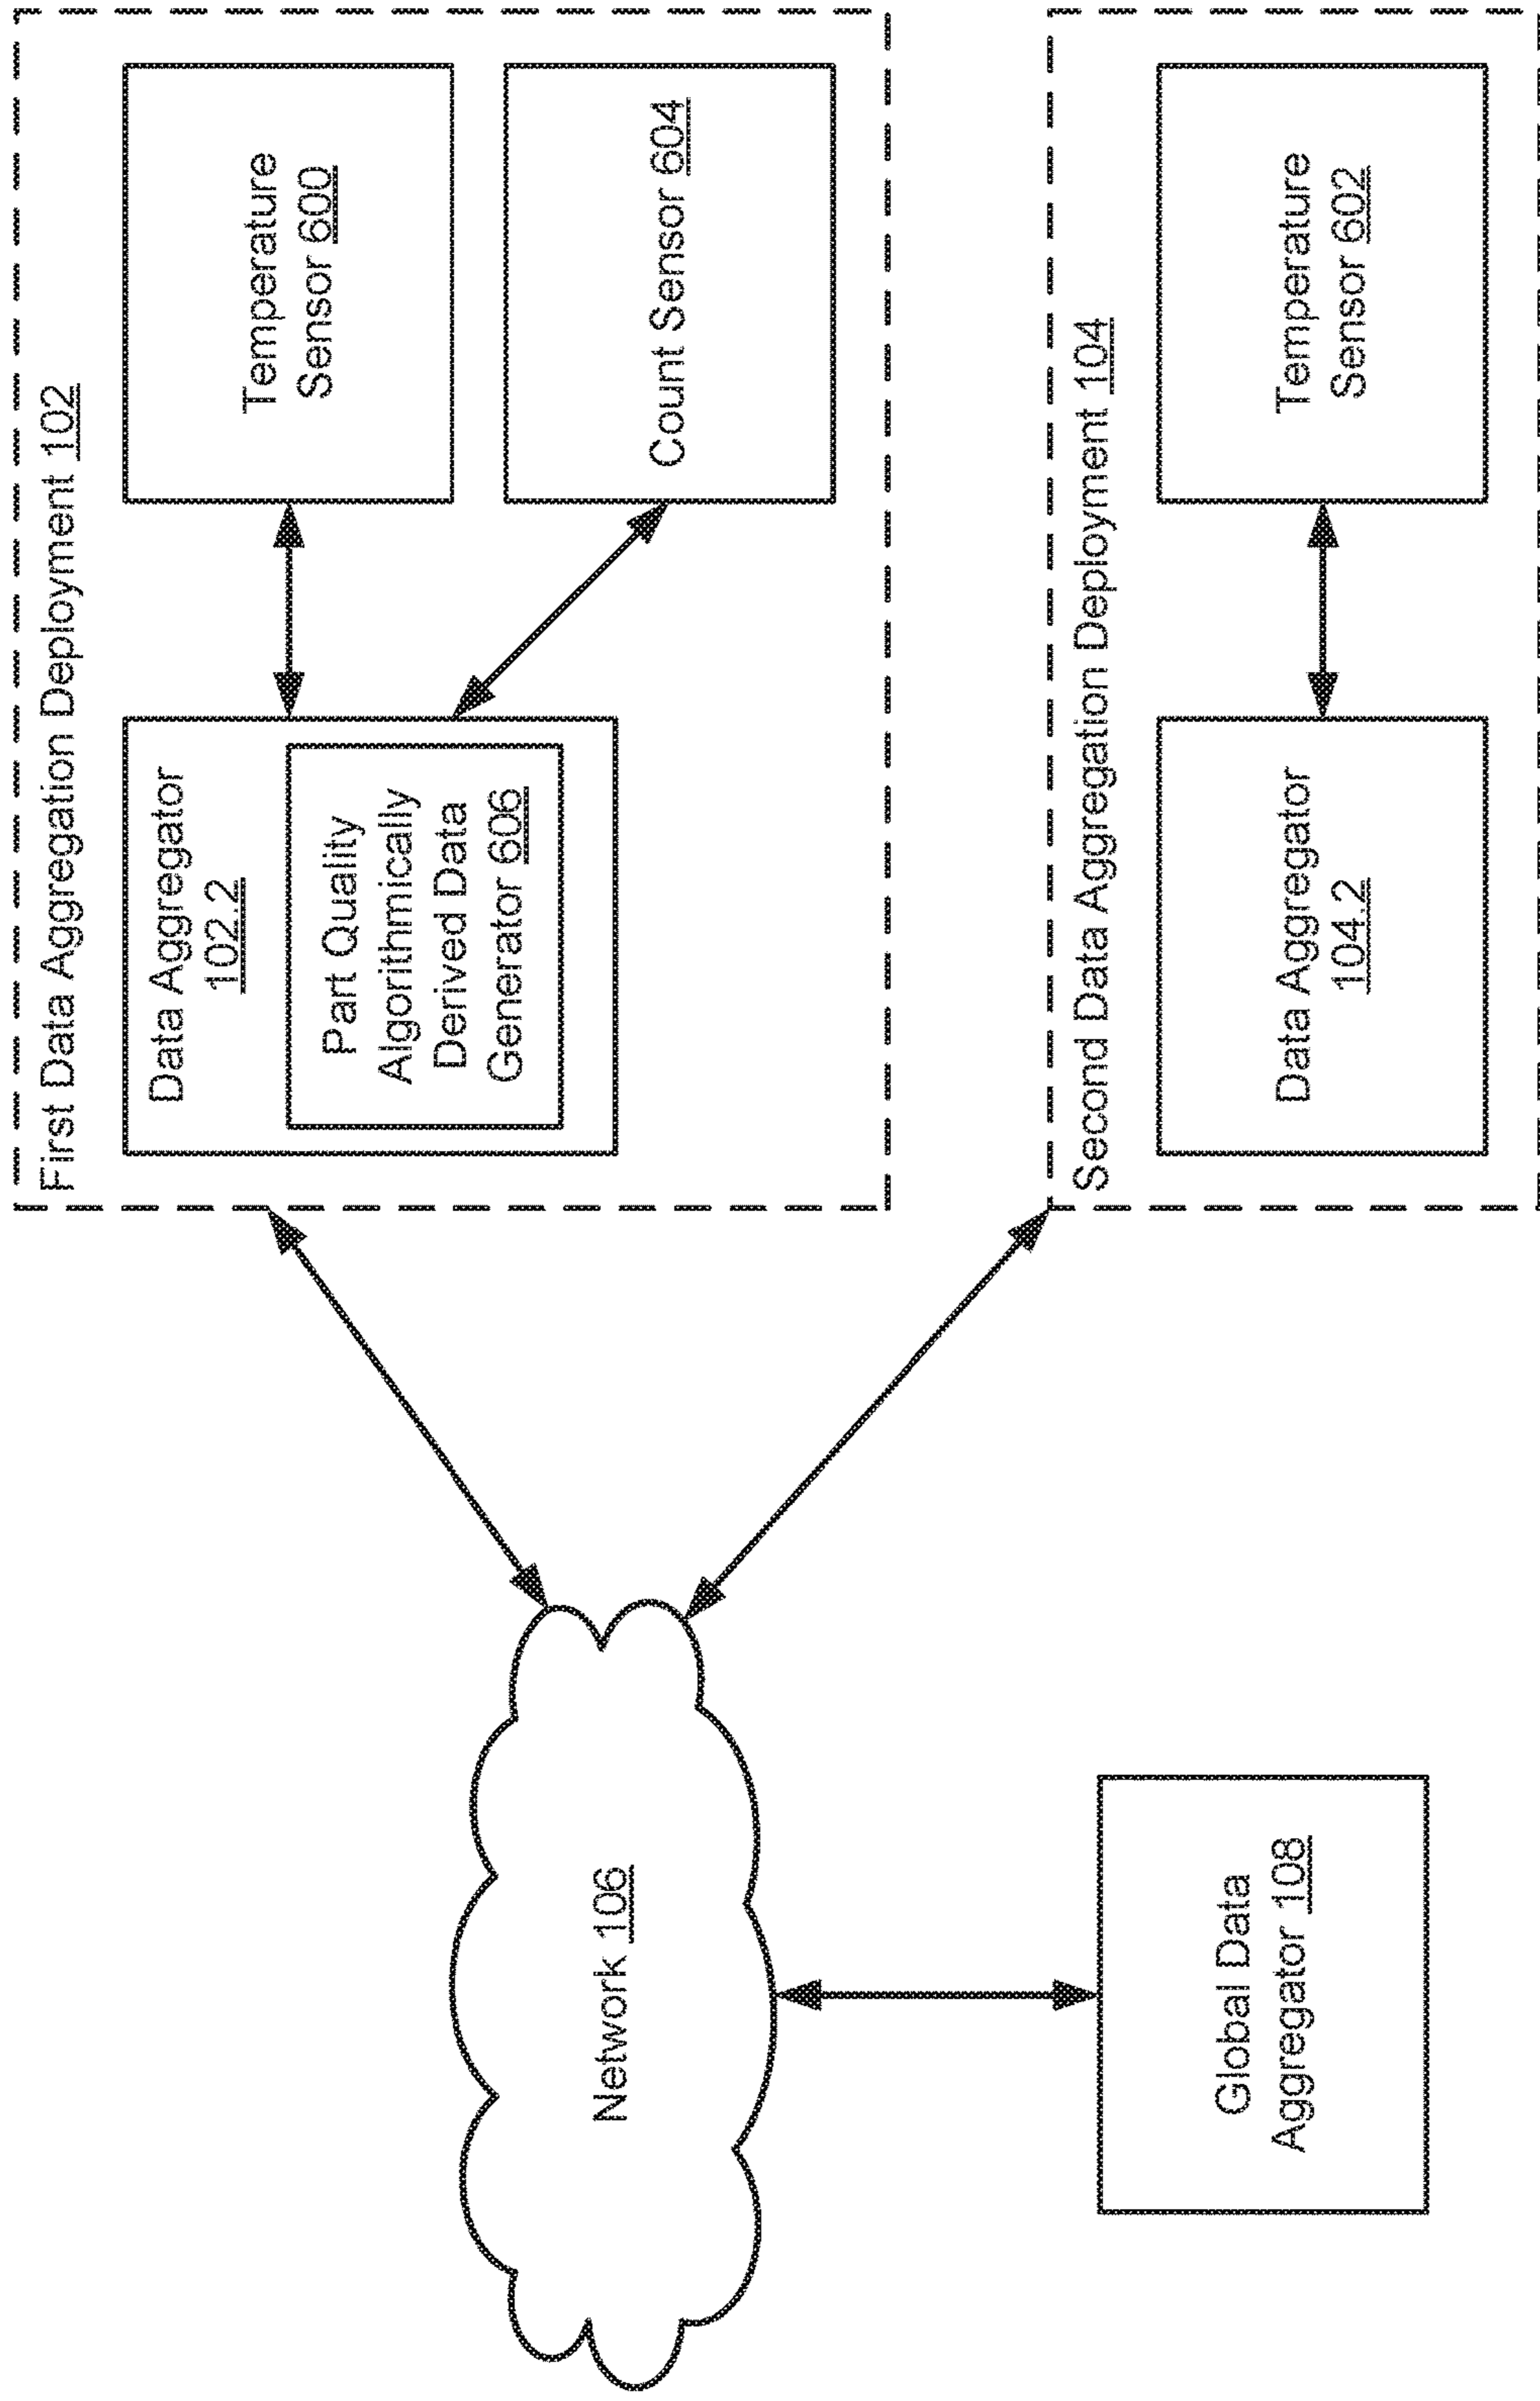 First Data Aggregation Deployment 102
Data Aggregator
102.2
Part Quality
Algorithmically
Derived Data
Generator 606
Temperature
Sensor 600
Count Sensor 604
Network 106
Global Data
Aggregator 108
Second Data Aggregation Deployment 104
Data Aggregator
104.2
Temperature
Sensor 602